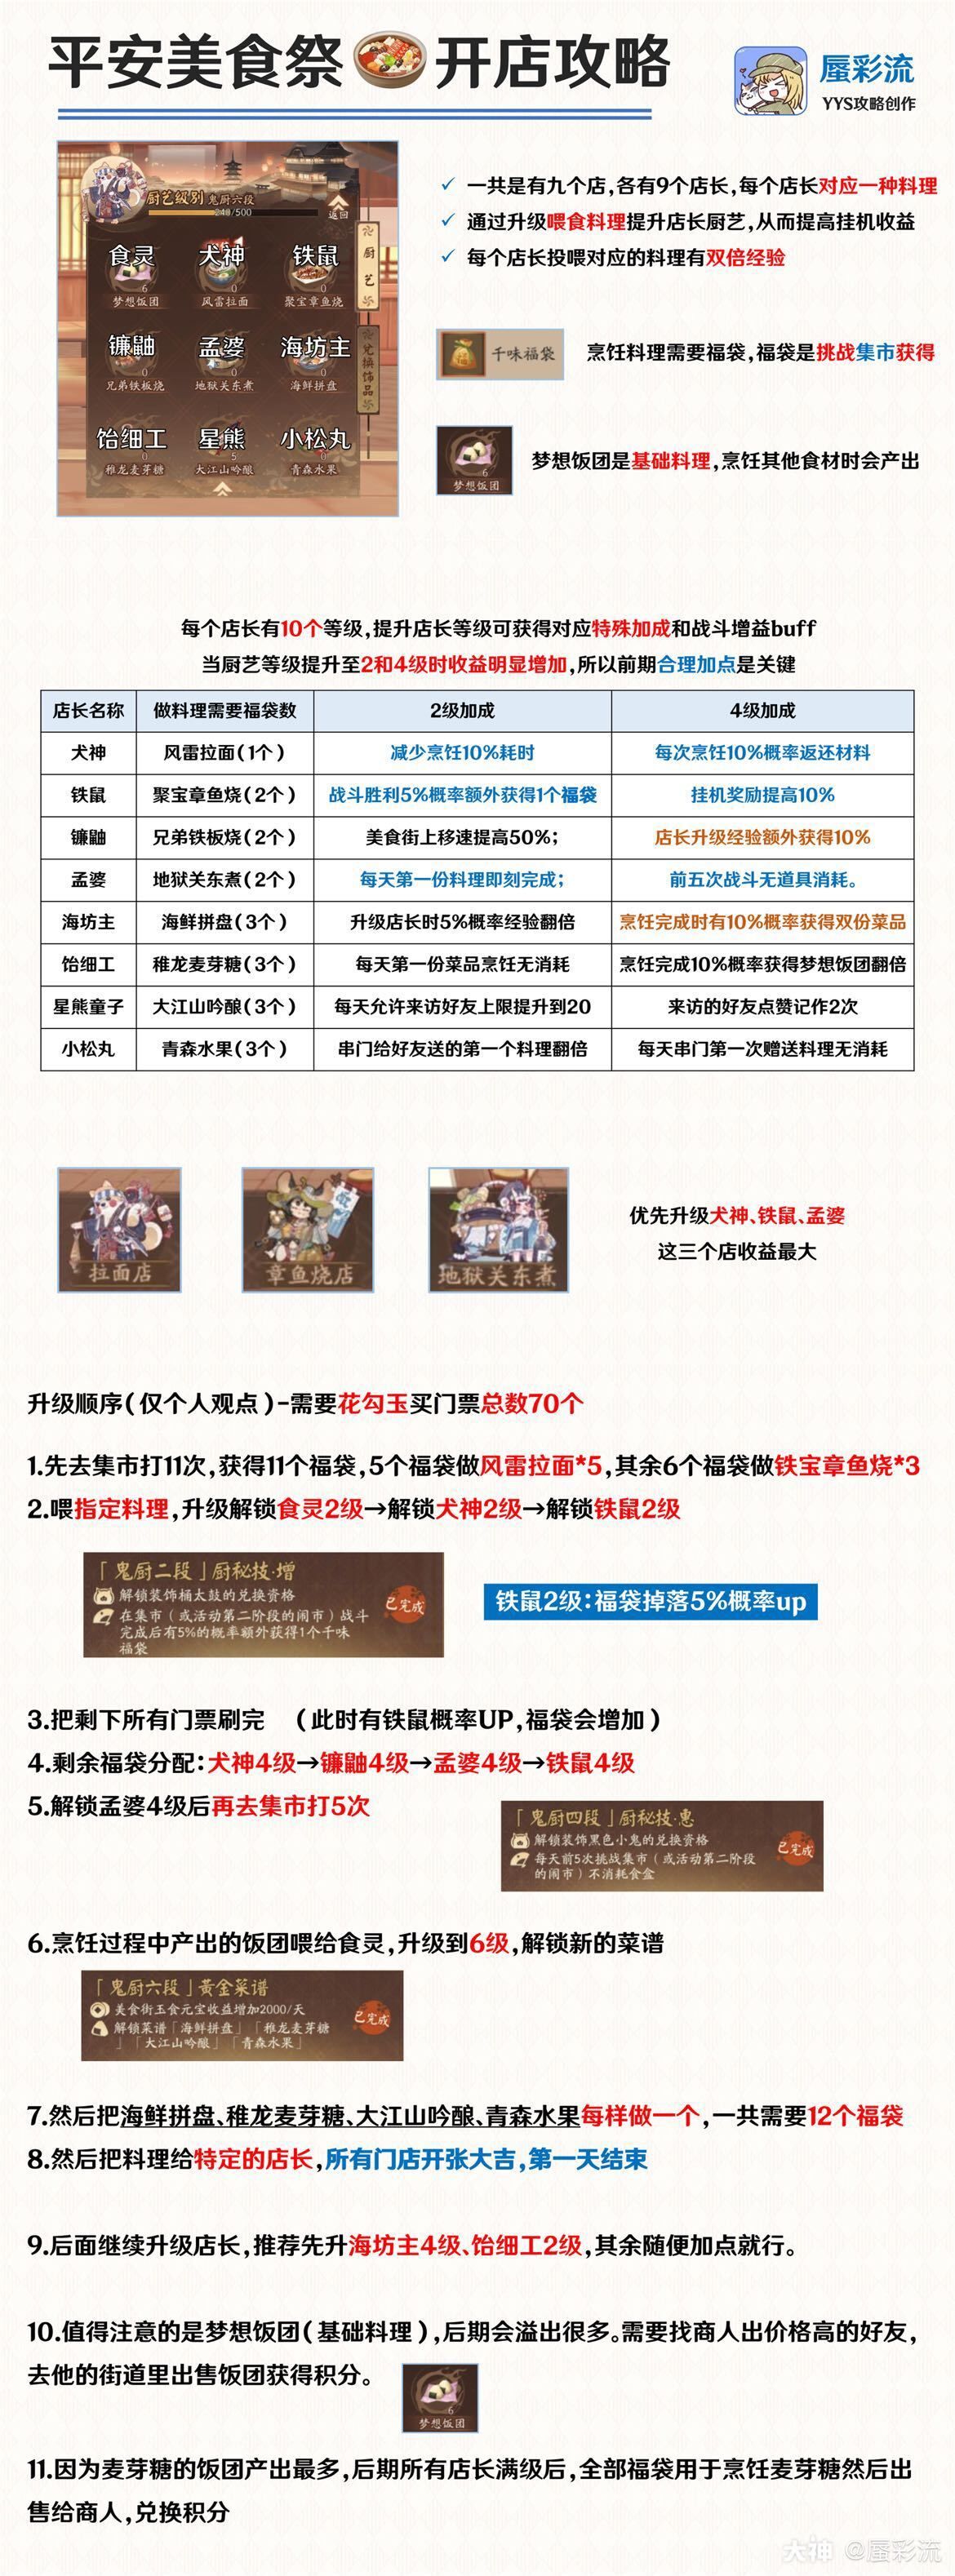 平安美食祭 开店攻略
蜃彩流
YYS攻略创作
厨艺级别 鬼厨六段
240/500
返回
厨艺
兑换饰品
食灵 犬神 铁鼠
6 0 0
梦想饭团 风雷拉面 聚宝章鱼烧
镰鼬 孟婆 海坊主
0 0 0
兄弟铁板烧 地狱关东煮 海鲜拼盘
饴细工 星熊 小松丸
0 5 0
稚龙麦芽糖 大江山吟酿 青森水果
✓ 一共是有九个店,各有9个店长,每个店长对应一种料理
✓ 通过升级喂食料理提升店长厨艺,从而提高挂机收益
✓ 每个店长投喂对应的料理有双倍经验
千味福袋
烹饪料理需要福袋,福袋是挑战集市获得
6
梦想饭团
梦想饭团是基础料理,烹饪其他食材时会产出
每个店长有10个等级,提升店长等级可获得对应特殊加成和战斗增益buff
当厨艺等级提升至2和4级时收益明显增加,所以前期合理加点是关键
店长名称 做料理需要福袋数 2级加成 4级加成
犬神 风雷拉面(1个) 减少烹饪10%耗时 每次烹饪10%概率返还材料
铁鼠 聚宝章鱼烧(2个) 战斗胜利5%概率额外获得1个福袋 挂机奖励提高10%
镰鼬 兄弟铁板烧(2个) 美食街上移速提高50%; 店长升级经验额外获得10%
孟婆 地狱关东煮(2个) 每天第一份料理即刻完成; 前五次战斗无道具消耗。
海坊主 海鲜拼盘(3个) 升级店长时5%概率经验翻倍 烹饪完成时有10%概率获得双份菜品
饴细工 稚龙麦芽糖(3个) 每天第一份菜品烹饪无消耗 烹饪完成10%概率获得梦想饭团翻倍
星熊童子 大江山吟酿(3个) 每天允许来访好友上限提升到20 来访的好友点赞记作2次
小松丸 青森水果(3个) 串门给好友送的第一个料理翻倍 每天串门第一次赠送料理无消耗
拉面店 章鱼烧店 地狱关东煮
优先升级犬神、铁鼠、孟婆
这三个店收益最大
升级顺序(仅个人观点)-需要花勾玉买门票总数70个
1.先去集市打11次,获得11个福袋,5个福袋做风雷拉面*5,其余6个福袋做铁宝章鱼烧*3
2.喂指定料理,升级解锁食灵2级→解锁犬神2级→解锁铁鼠2级
「鬼厨二段」厨秘技·增
解锁装饰桶太鼓的兑换资格
在集市(或活动第二阶段的闹市)战斗
完成后有5%的概率额外获得1个千味
福袋
已完成
铁鼠2级:福袋掉落5%概率up
3.把剩下所有门票刷完 (此时有铁鼠概率UP,福袋会增加)
4.剩余福袋分配:犬神4级→镰鼬4级→孟婆4级→铁鼠4级
5.解锁孟婆4级后再去集市打5次
「鬼厨四段」厨秘技·惠
解锁装饰黑色小鬼的兑换资格
每天前5次挑战集市(或活动第二阶段
的闹市)不消耗食盒
已完成
6.烹饪过程中产出的饭团喂给食灵,升级到6级,解锁新的菜谱
「鬼厨六段」黄金菜谱
美食街玉食元宝收益增加2000/天
解锁菜谱「海鲜拼盘」「稚龙麦芽糖
」「大江山吟酿」「青森水果」
已完成
7.然后把海鲜拼盘、稚龙麦芽糖、大江山吟酿、青森水果每样做一个,一共需要12个福袋
8.然后把料理给特定的店长,所有门店开张大吉,第一天结束
9.后面继续升级店长,推荐先升海坊主4级、饴细工2级,其余随便加点就行。
10.值得注意的是梦想饭团(基础料理),后期会溢出很多。需要找商人出价格高的好友,
去他的街道里出售饭团获得积分。
6
梦想饭团
11.因为麦芽糖的饭团产出最多,后期所有店长满级后,全部福袋用于烹饪麦芽糖然后出
售给商人,兑换积分
大神 @蜃彩流